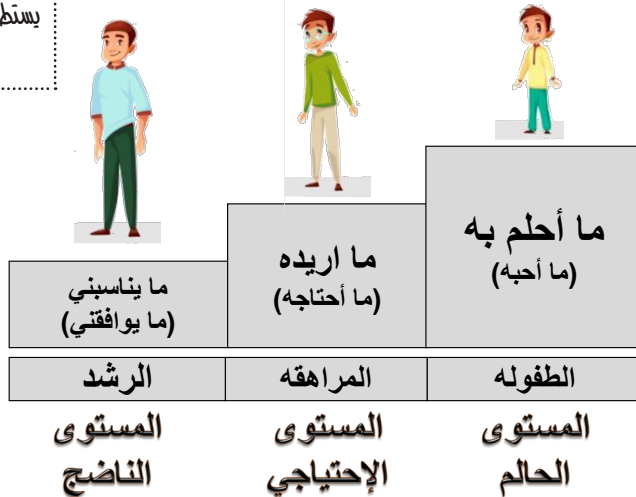 ما أحلم به
(ما أحبه)
ما اريده
(ما أحتاجه)
ما يناسبني
(ما يوافقني)
الطفوله
المراهقه
الرشد
المستوى
الحالم
المستوى
الإحتياجي
المستوى
الناضج